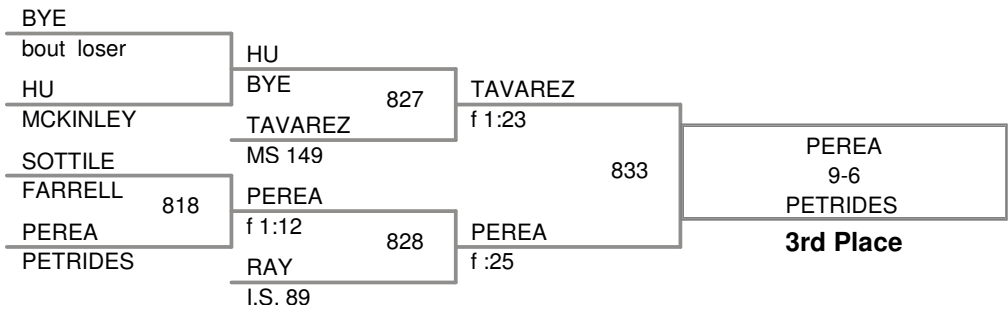 BYE
bout loser
HU
MCKINLEY
SOTTILE
FARRELL
818
PEREA
PETRIDES
HU
BYE
827
TAVAREZ
MS 149
PEREA
f 1:12
828
RAY
I.S. 89
TAVAREZ
f 1:23
833
PEREA
f :25
PEREA
9-6
PETRIDES
3rd Place